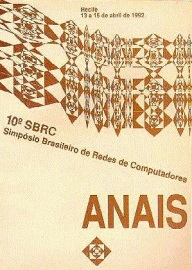 Recife
13 a 15 de abril de 1992
10º SBRC
Simpósio Brasileiro de Redes de Computadores
ANAIS